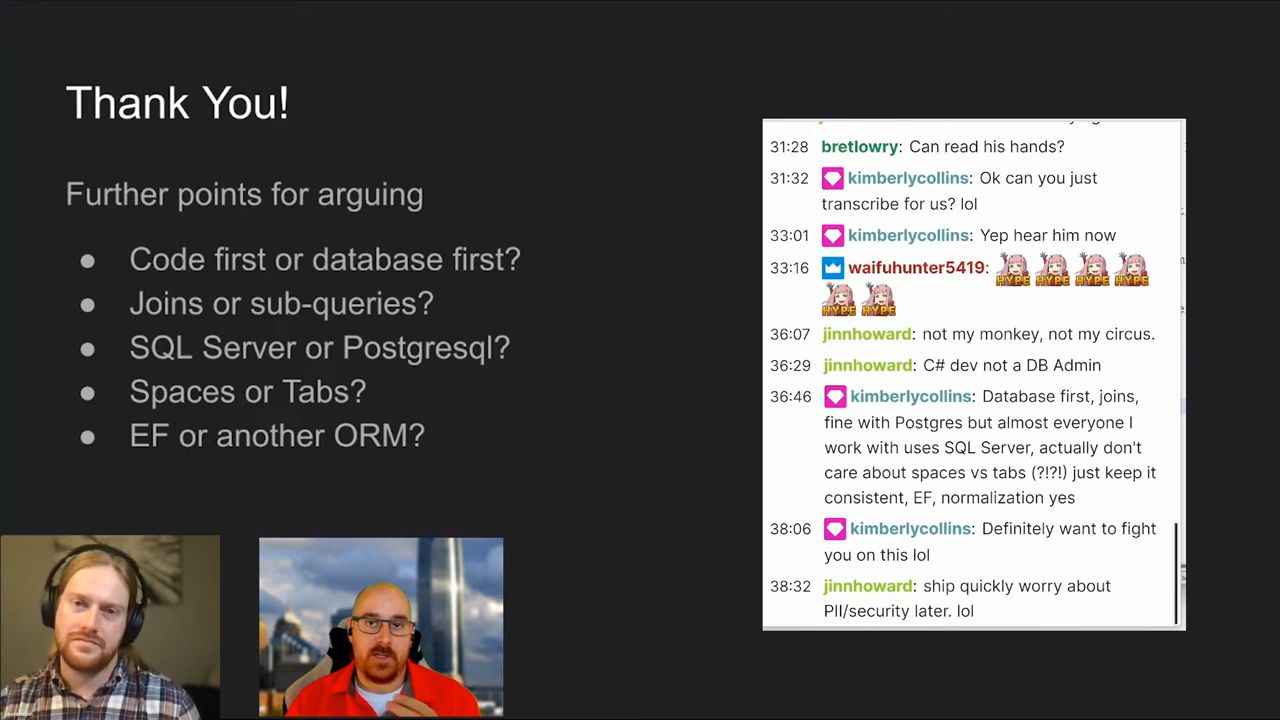 Thank You!
Further points for arguing
● Code first or database first?
● Joins or sub-queries?
● SQL Server or Postgresql?
● Spaces or Tabs?
● EF or another ORM?
31:28 bretlowry: Can read his hands?
31:32 kimberlycollins: Ok can you just
transcribe for us? lol
33:01 kimberlycollins: Yep hear him now
33:16 waifuhunter5419: HYPE HYPE HYPE HYPE
HYPE HYPE
36:07 jinnhoward: not my monkey, not my circus.
36:29 jinnhoward: C# dev not a DB Admin
36:46 kimberlycollins: Database first, joins,
fine with Postgres but almost everyone I
work with uses SQL Server, actually don't
care about spaces vs tabs (?!?!) just keep it
consistent, EF, normalization yes
38:06 kimberlycollins: Definitely want to fight
you on this lol
38:32 jinnhoward: ship quickly worry about
PII/security later. lol